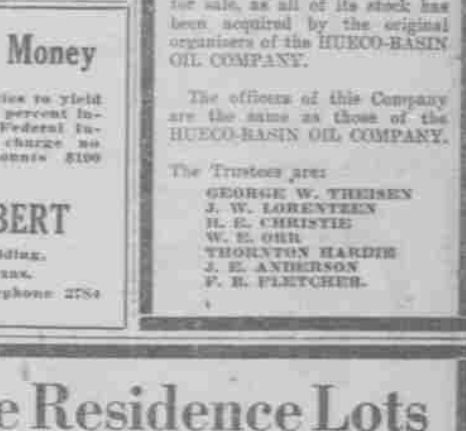 Money
ties to yield
percent in-
Federal In-
charge no
ounts $100
BERT
lding,
xas.
ephone 2784
for sale, as all of its stock has
been acquired by the original
organizers of the HUECO-BASIN
OIL COMPANY.
The officers of this Company
are the same as those of the
HUECO-BASIN OIL COMPANY.
The Trustees are:
GEORGE W. THEISEN
J. W. LORENTZEN
H. E. CHRISTIE
W. E. ORR
THORNTON HARDIE
J. E. ANDERSON
F. B. FLETCHER.
e Residence Lots